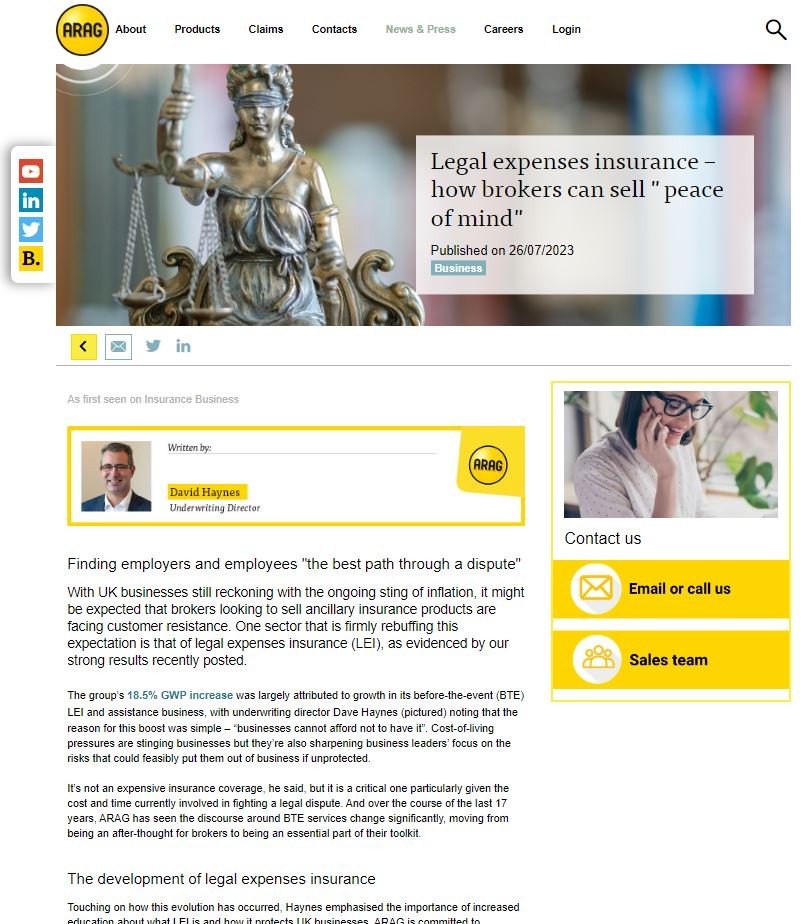 ARAG
About Products Claims Contacts News & Press Careers Login
Legal expenses insurance –
how brokers can sell " peace
of mind"
Published on 26/07/2023
Business
in
B.
in
As first seen on Insurance Business
Written by:
David Haynes
Underwriting Director
ARAG
Finding employers and employees "the best path through a dispute"
With UK businesses still reckoning with the ongoing sting of inflation, it might
be expected that brokers looking to sell ancillary insurance products are
facing customer resistance. One sector that is firmly rebuffing this
expectation is that of legal expenses insurance (LEI), as evidenced by our
strong results recently posted.
The group's 18.5% GWP increase was largely attributed to growth in its before-the-event (BTE)
LEI and assistance business, with underwriting director Dave Haynes (pictured) noting that the
reason for this boost was simple – “businesses cannot afford not to have it”. Cost-of-living
pressures are stinging businesses but they’re also sharpening business leaders’ focus on the
risks that could feasibly put them out of business if unprotected.
It’s not an expensive insurance coverage, he said, but it is a critical one particularly given the
cost and time currently involved in fighting a legal dispute. And over the course of the last 17
years, ARAG has seen the discourse around BTE services change significantly, moving from
being an after-thought for brokers to being an essential part of their toolkit.
The development of legal expenses insurance
Touching on how this evolution has occurred, Haynes emphasised the importance of increased
education about what LEI is and how it protects UK businesses. ARAG is committed to
Contact us
Email or call us
Sales team